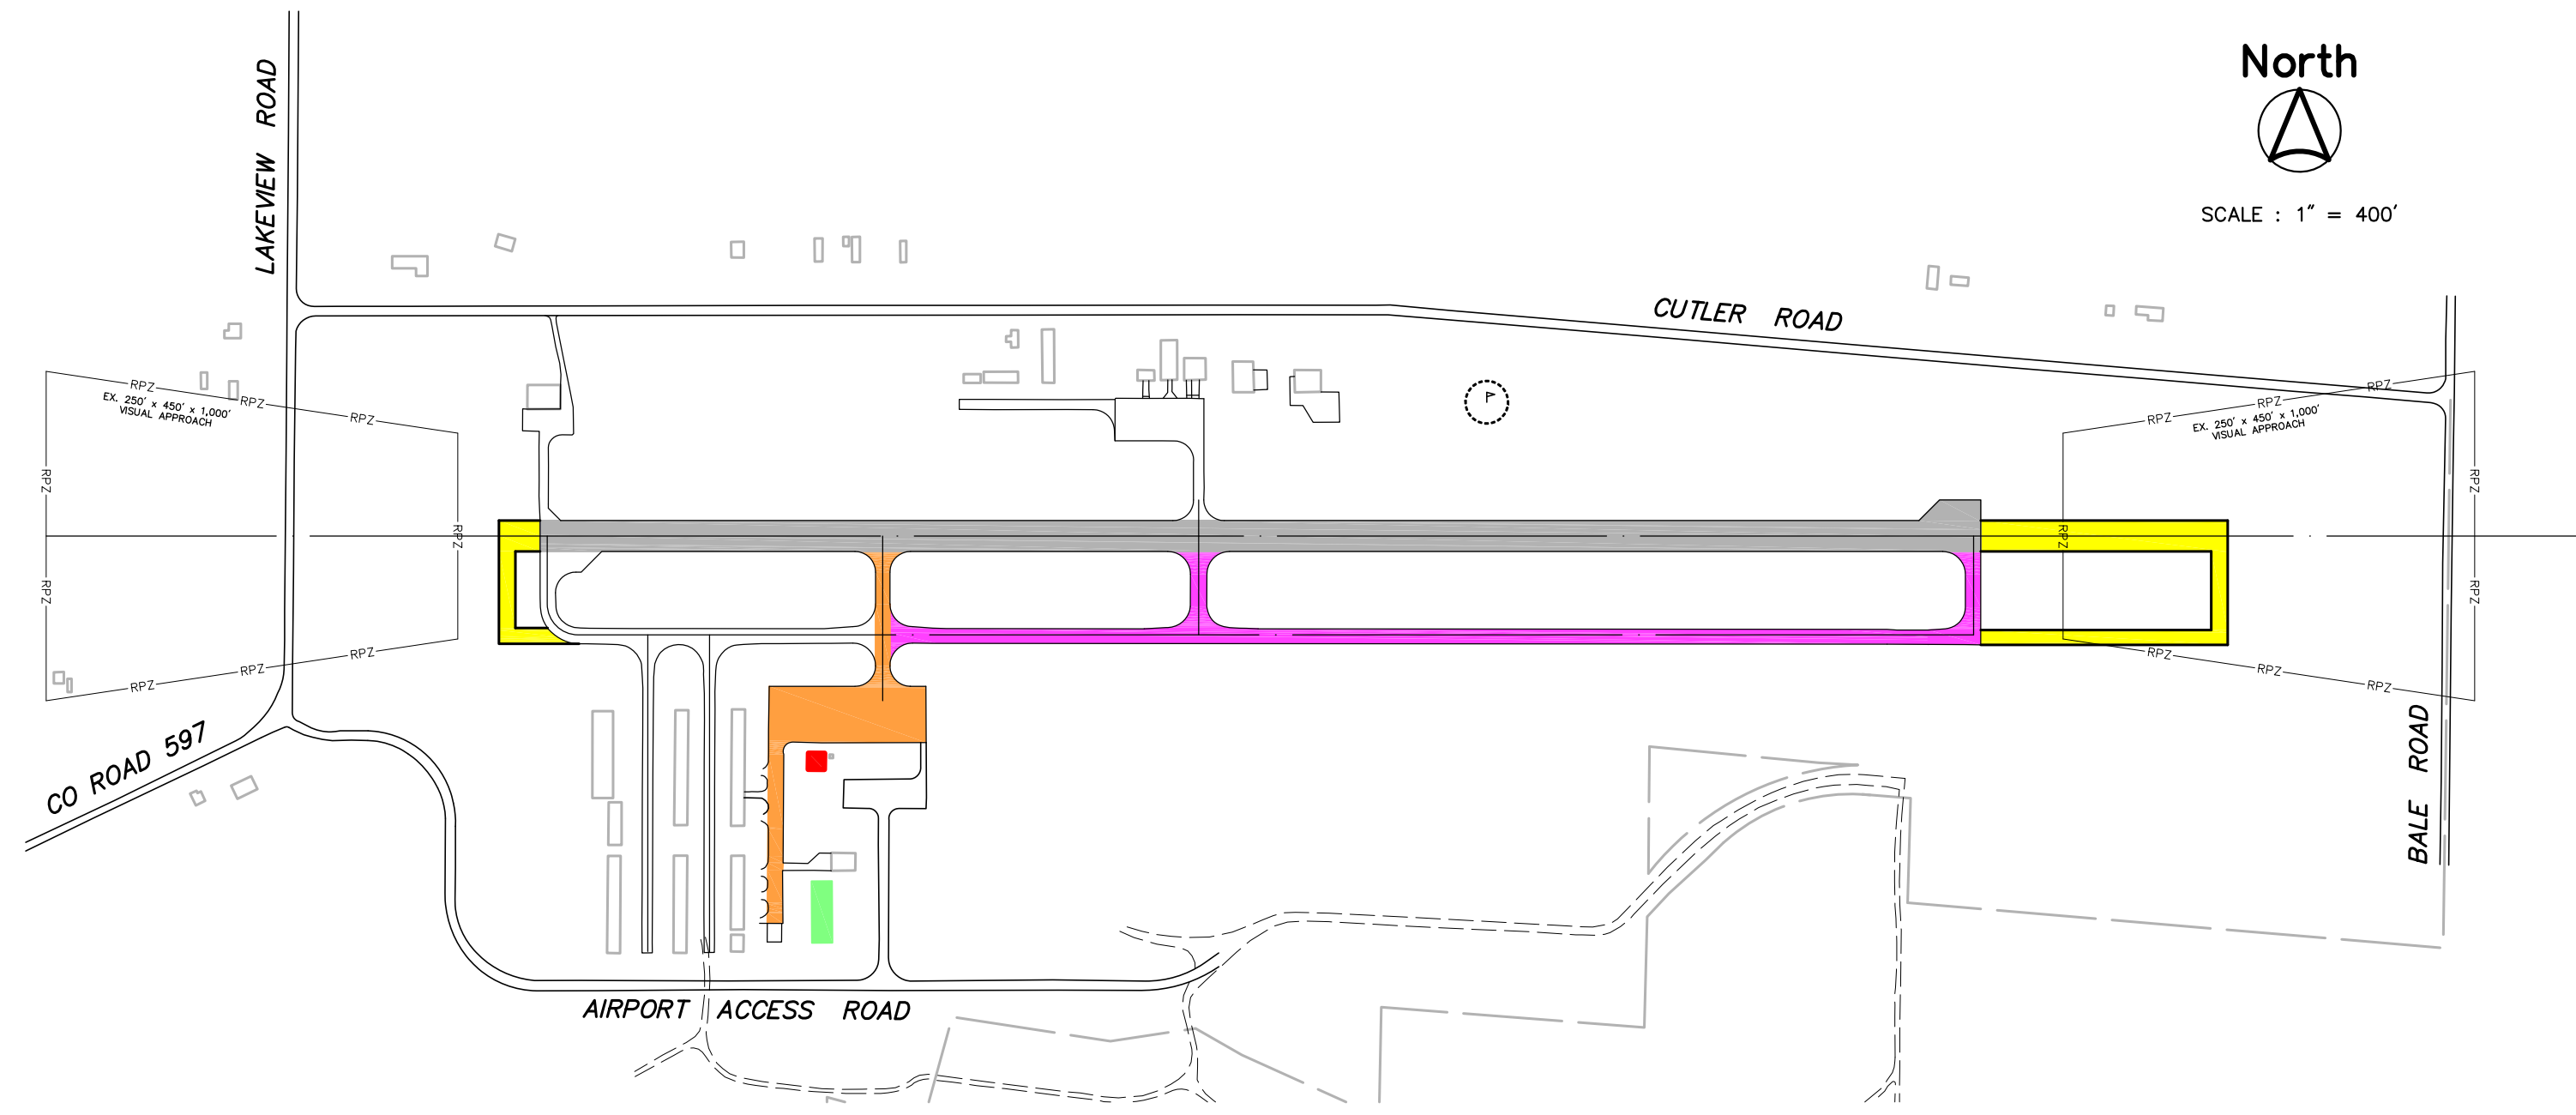 North
SCALE : 1" = 400'
LAKEVIEW ROAD
CUTLER ROAD
RPZ
RPZ
RPZ
EX. 250' x 450' x 1,000'
VISUAL APPROACH
RPZ
RPZ
RPZ
RPZ
RPZ
RPZ
RPZ
RPZ
RPZ
RPZ
EX. 250' x 450' x 1,000'
VISUAL APPROACH
RPZ
RPZ
RPZ
RPZ
RPZ
RPZ
CO ROAD 597
BALE ROAD
AIRPORT ACCESS ROAD